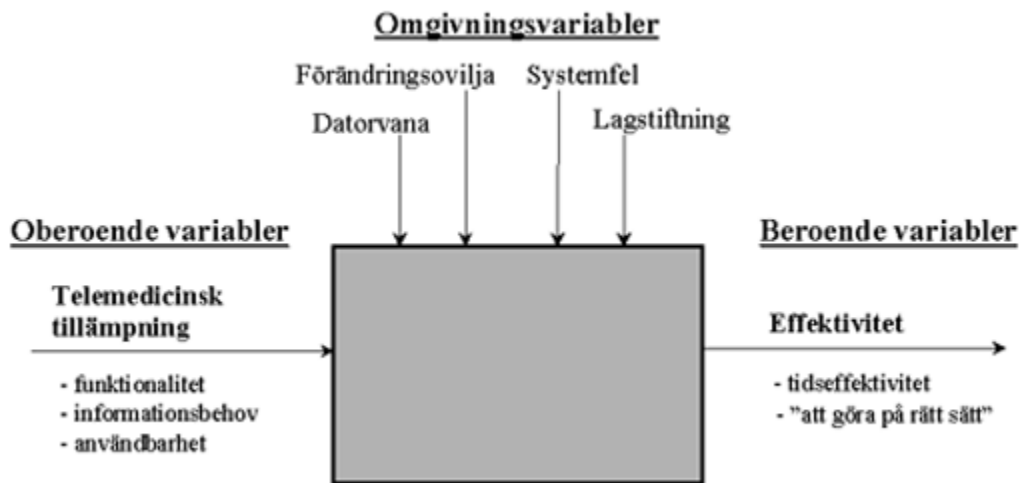 Omgivningsvariabler
Förändringsovilja Systemfel
Datorvana Lagstiftning
Oberoende variabler Beroende variabler
Telemedicinsk
tillämpning
Effektivitet
- funktionalitet
- informationsbehov
- användbarhet
- tidseffektivitet
- ”att göra på rätt sätt”